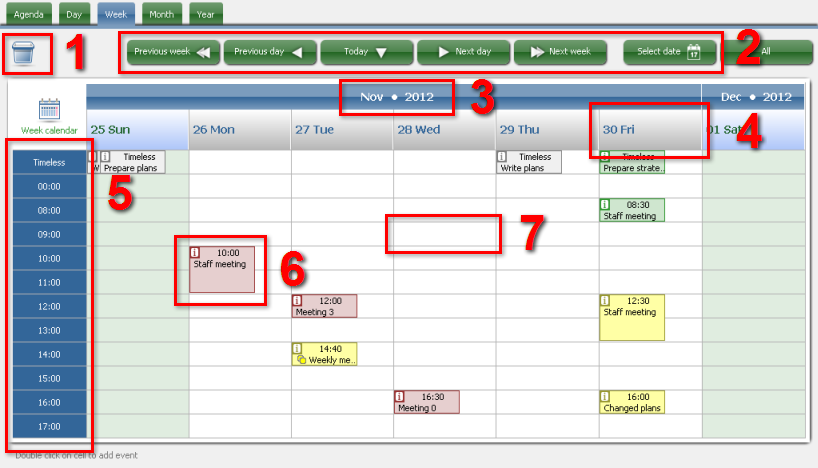 Agenda Day Week Month Year
1 Previous week Previous day Today Next day Next week Select date 17 All 2
Nov • 2012 Dec • 2012
3
Week calendar 25 Sun 26 Mon 27 Tue 28 Wed 29 Thu 30 Fri 01 Sat 4
Timeless i i Timeless i Timeless i Timeless
W Prepare plans Write plans Prepare strate..
00:00 5
08:00 i 08:30
Staff meeting
09:00 7
10:00 i 10:00
Staff meeting 6
11:00
12:00 i 12:00 i 12:30
Meeting 3 Staff meeting
13:00
14:00 i 14:40
Weekly me..
15:00
16:00 i 16:30 i 16:00
Meeting 0 Changed plans
17:00
Double click on cell to add event